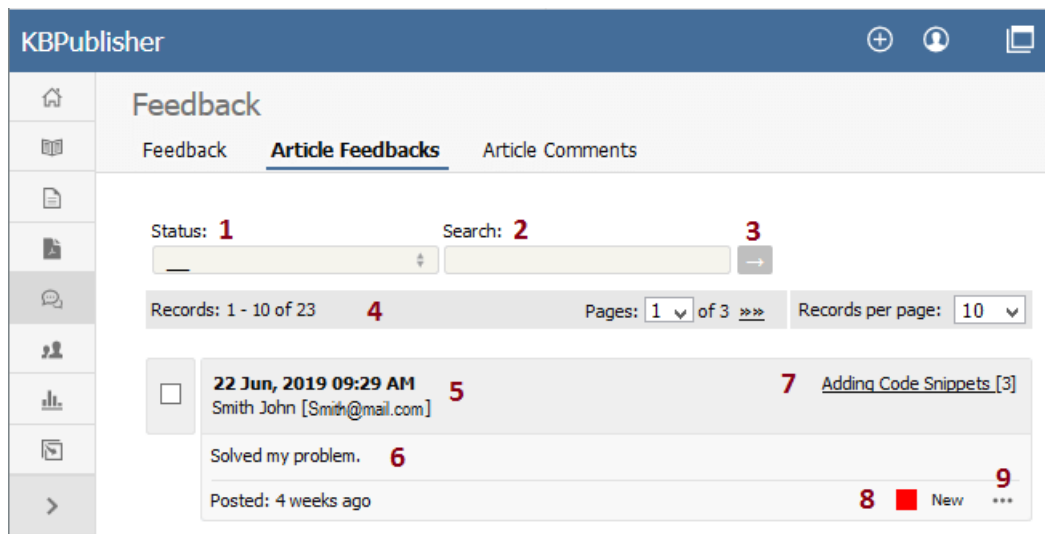 KBPublisher
Feedback
Feedback Article Feedbacks Article Comments
Status: 1 Search: 2 3
__ →
Records: 1 - 10 of 23 4 Pages: 1 of 3 »» Records per page: 10
22 Jun, 2019 09:29 AM 5 7 Adding Code Snippets [3]
Smith John [Smith@mail.com]
Solved my problem. 6
9
Posted: 4 weeks ago 8 New ...